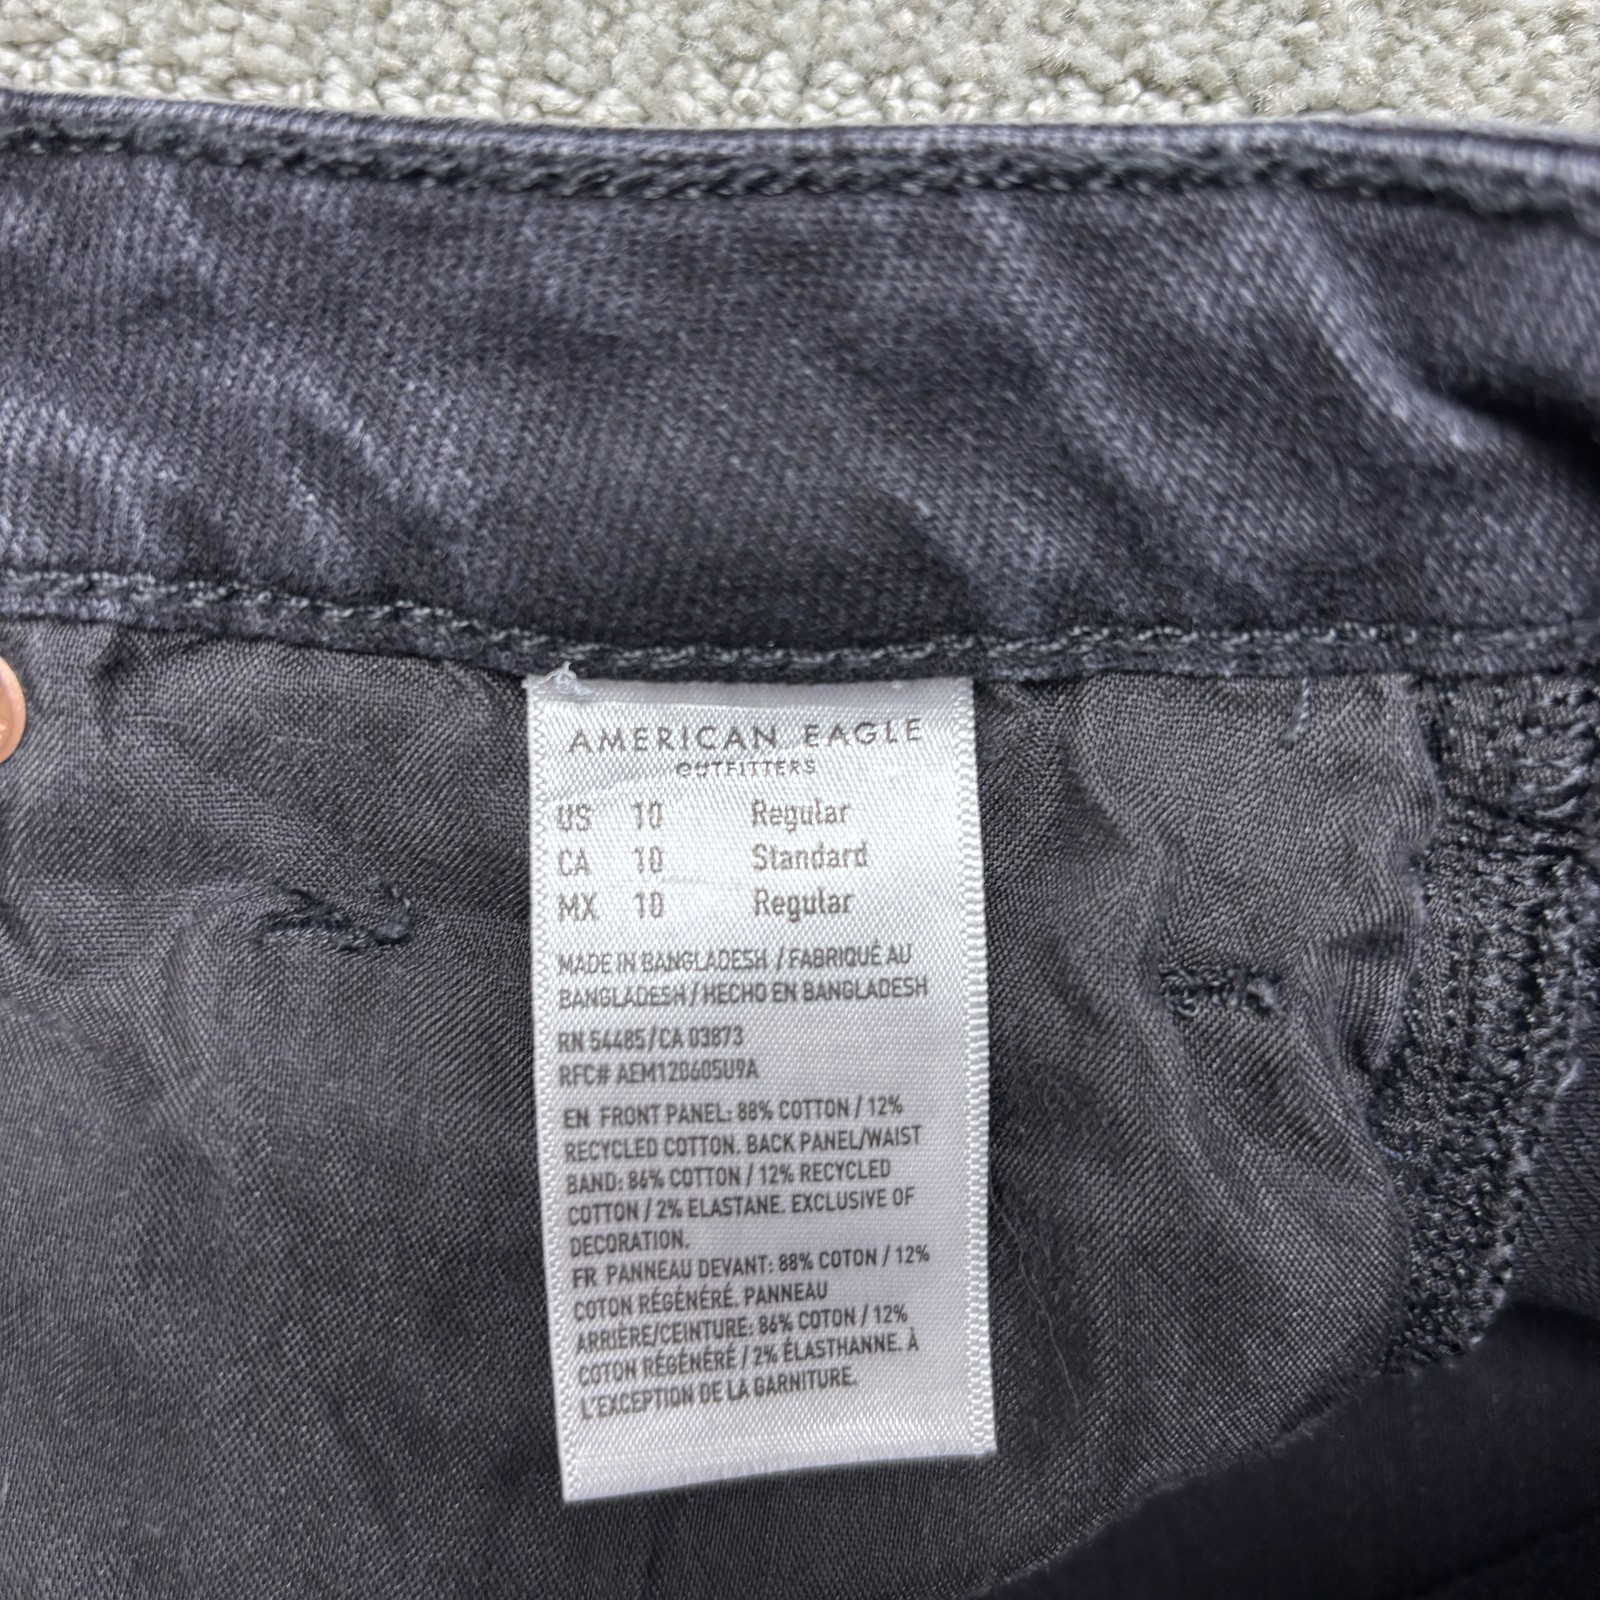 AMERICAN EAGLE
OUTFITTERS
US 10 Regular
CA 10 Standard
MX 10 Regular
MADE IN BANGLADESH / FABRIQUÉ AU
BANGLADESH / HECHO EN BANGLADESH
RN 54485/CA 03873
RFC# AEM120605U9A
EN FRONT PANEL: 88% COTTON / 12%
RECYCLED COTTON. BACK PANEL/WAIST
BAND: 86% COTTON / 12% RECYCLED
COTTON / 2% ELASTANE. EXCLUSIVE OF
DECORATION.
FR PANNEAU DEVANT: 88% COTON / 12%
COTON RÉGÉNÉRÉ. PANNEAU
ARRIÈRE/CEINTURE: 86% COTON / 12%
COTON RÉGÉNÉRÉ / 2% ÉLASTHANNE. À
L'EXCEPTION DE LA GARNITURE.